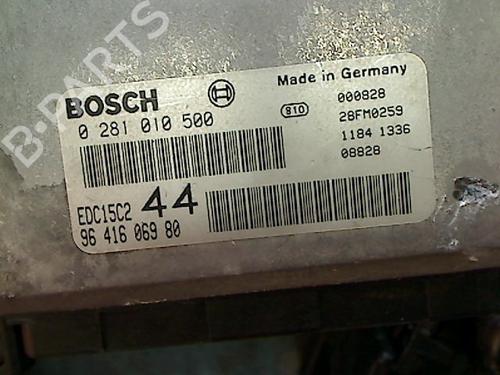 B-PARTS
BOSCH
Made in Germany
0 281 010 500
810
000828
28FM0259
1184 1336
08828
EDC15C2 44
96 416 069 80